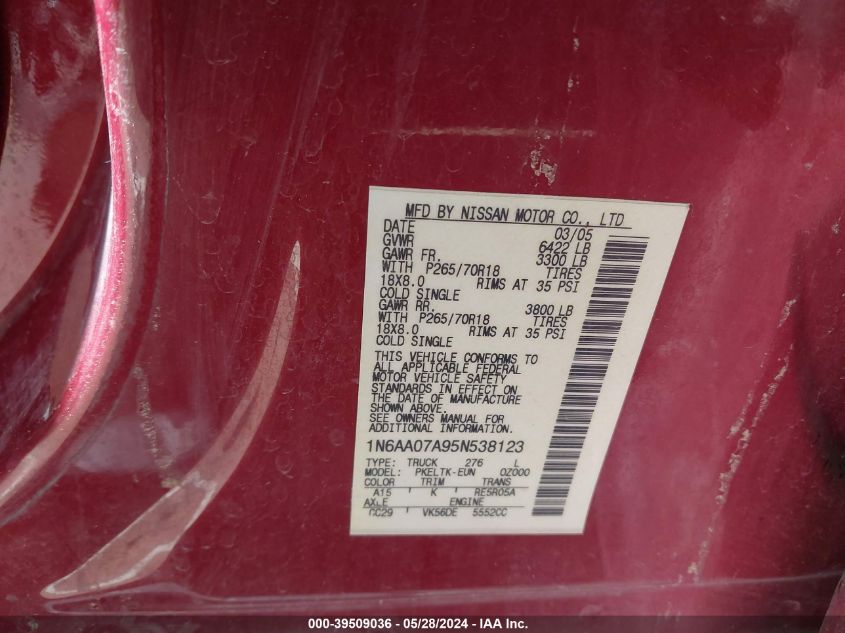 MFD BY NISSAN MOTOR CO., LTD
DATE 03/05
GVWR 6422 LB
GAWR FR. 3300 LB
WITH P265/70R18 TIRES
18X8.0 RIMS AT 35 PSI
COLD SINGLE
GAWR RR. 3800 LB
WITH P265/70R18 TIRES
18X8.0 RIMS AT 35 PSI
COLD SINGLE
THIS VEHICLE CONFORMS TO
ALL APPLICABLE FEDERAL
MOTOR VEHICLE SAFETY
STANDARDS IN EFFECT ON
THE DATE OF MANUFACTURE
SHOWN ABOVE.
SEE OWNERS MANUAL FOR
ADDITIONAL INFORMATION.
1N6AA07A95N538123
TYPE: TRUCK 276 L
MODEL: PKELTK-EUN 0Z000
COLOR TRIM TRANS
A15 K RE5R05A
AXLE ENGINE
CC29 VK56DE 5552CC
000-39509036 - 05/28/2024 - Copyright © 2024 IAA, Inc.